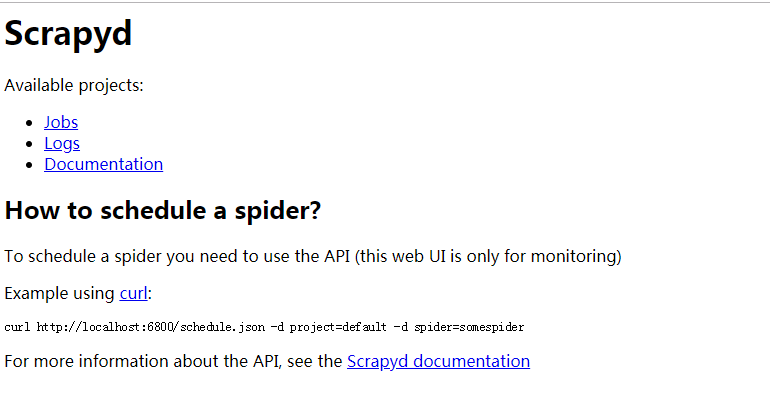 Scrapyd
Available projects:
Jobs
Logs
Documentation
How to schedule a spider?
To schedule a spider you need to use the API (this web UI is only for monitoring)
Example using curl:
curl http://localhost:6800/schedule.json -d project=default -d spider=somespider
For more information about the API, see the Scrapyd documentation